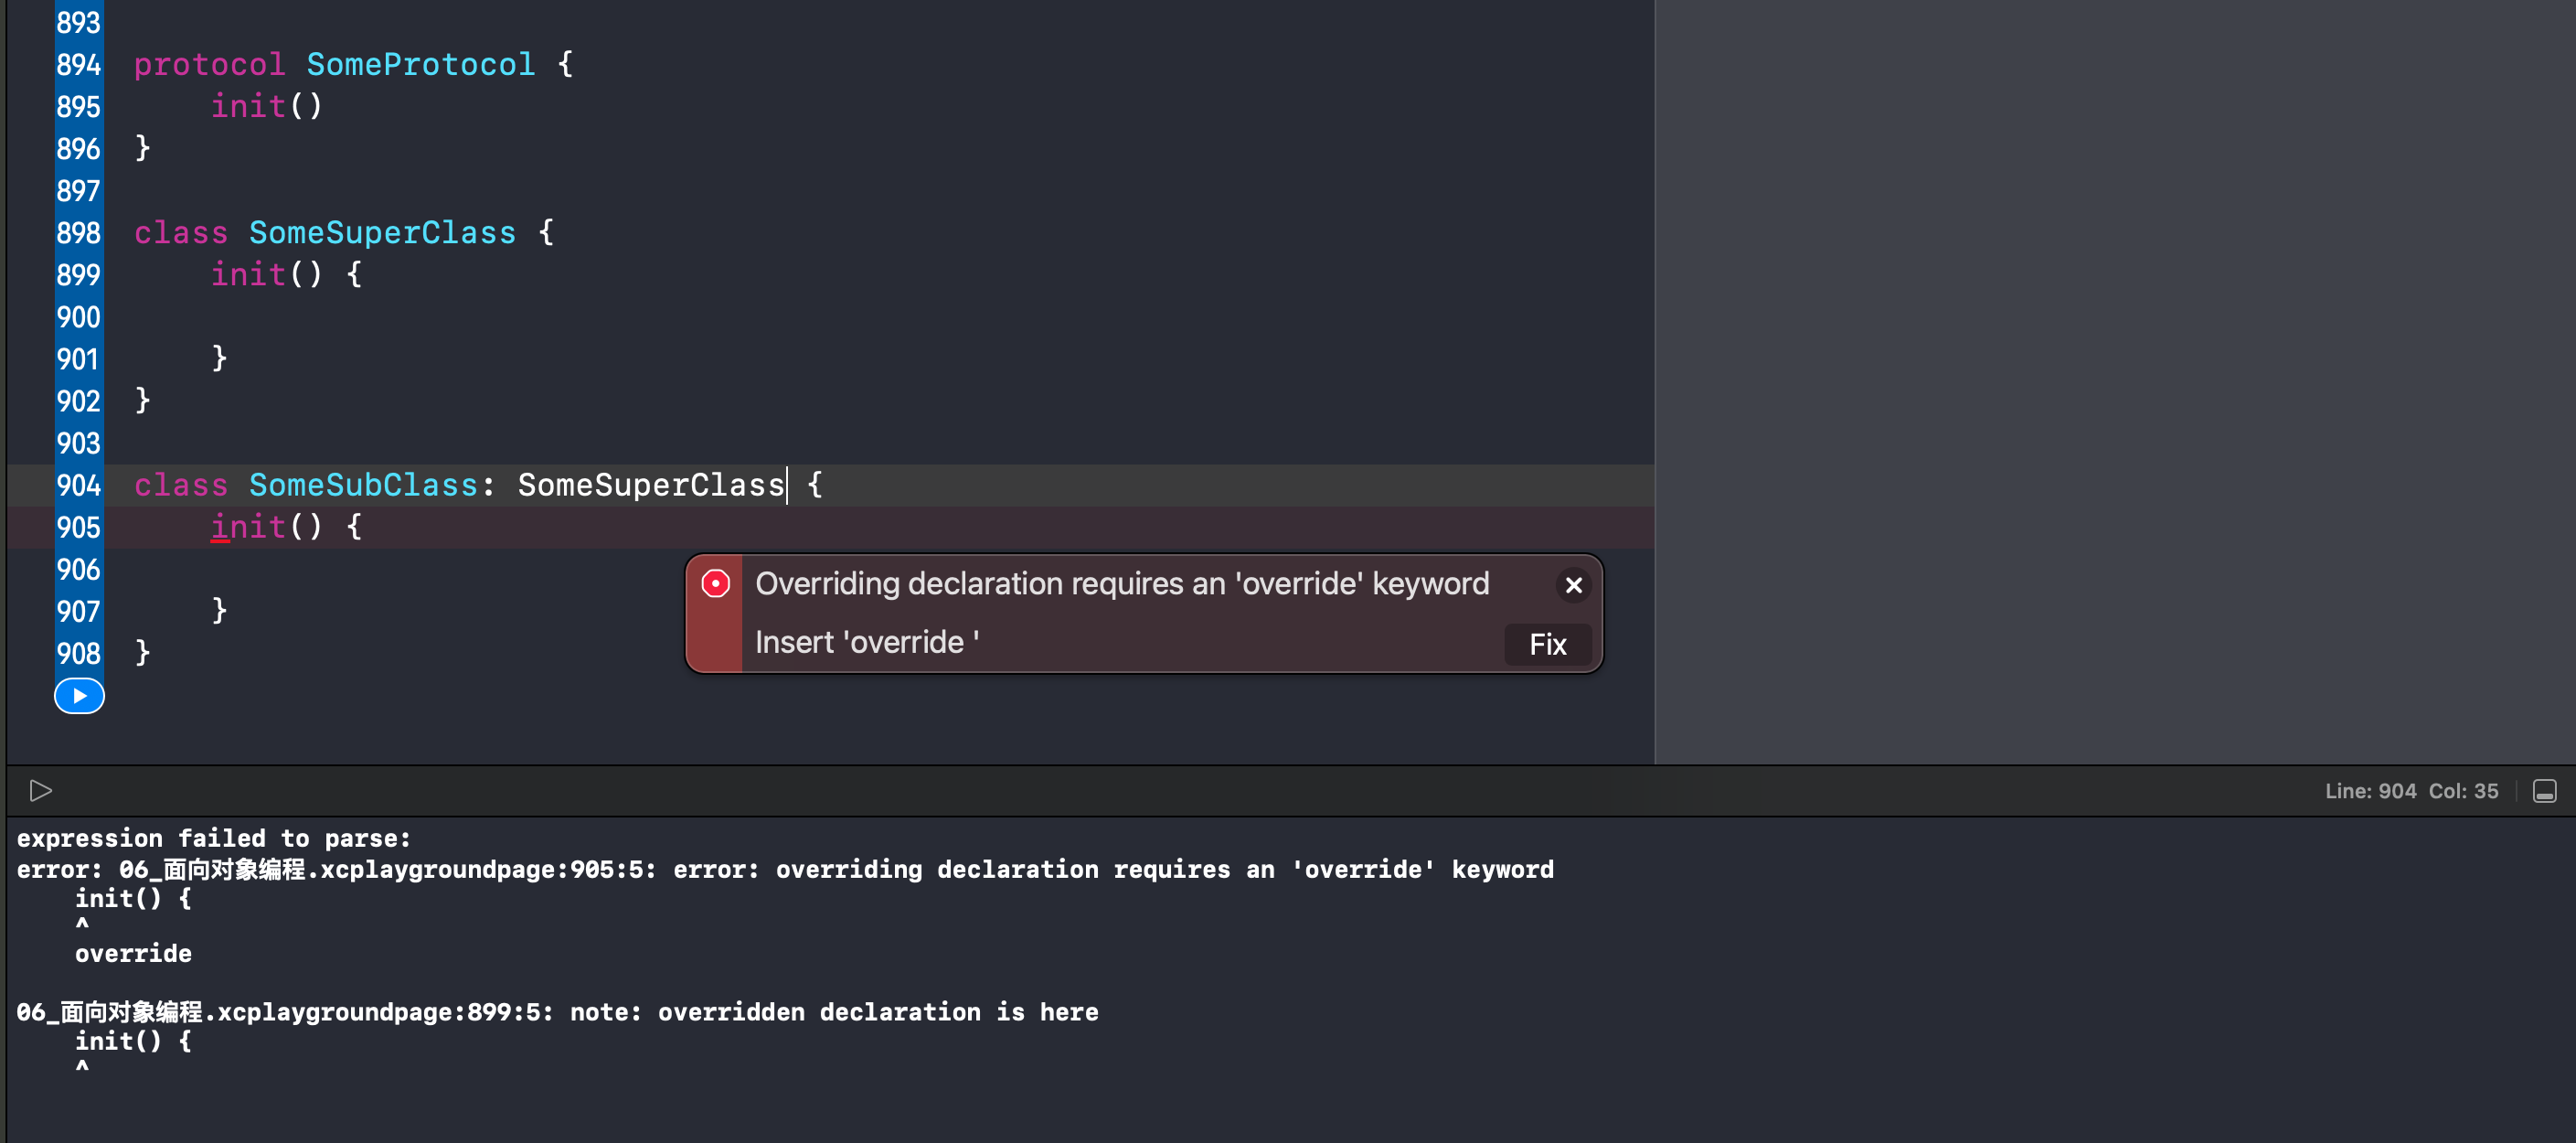 893
894 protocol SomeProtocol {
895     init()
896 }
897
898 class SomeSuperClass {
899     init() {
900
901     }
902 }
903
904 class SomeSubClass: SomeSuperClass {
905     init() {
906
907     }
908 }
Overriding declaration requires an 'override' keyword
Insert 'override '
Fix
Line: 904 Col: 35
expression failed to parse:
error: 06_面向对象编程.xcplaygroundpage:905:5: error: overriding declaration requires an 'override' keyword
    init() {
    ^
    override
06_面向对象编程.xcplaygroundpage:899:5: note: overridden declaration is here
    init() {
    ^